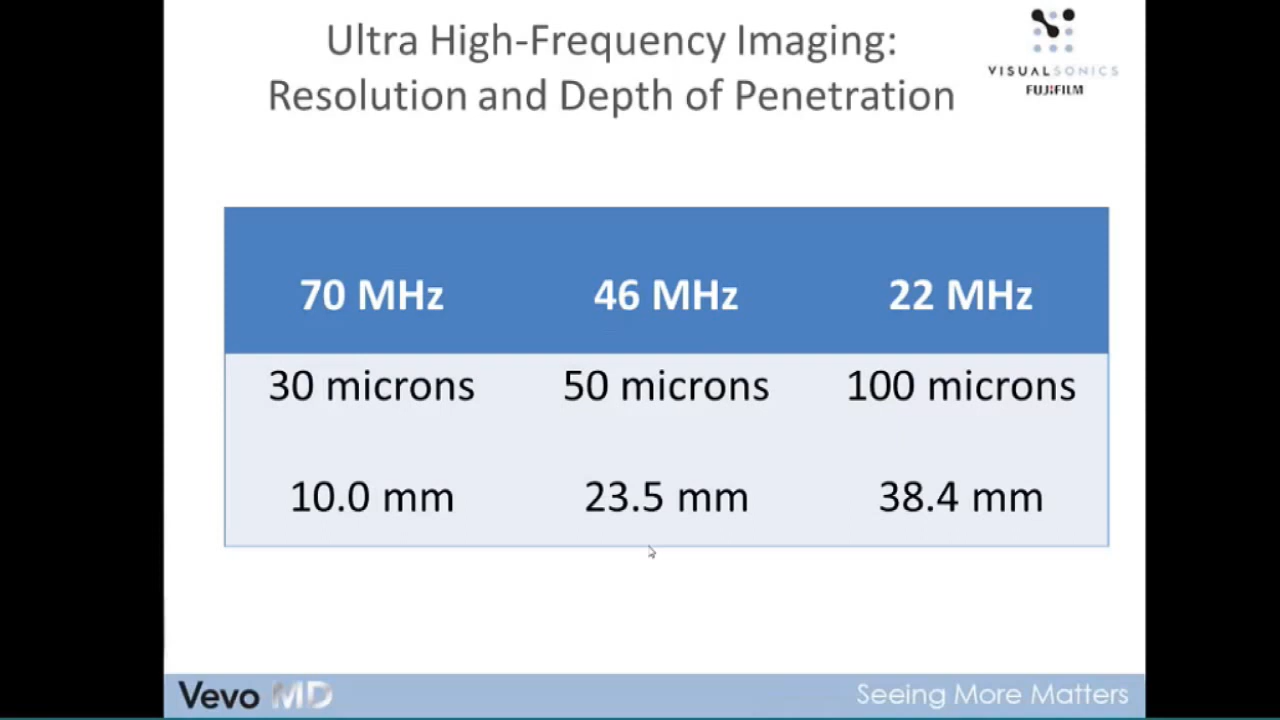 Ultra High-Frequency Imaging:
Resolution and Depth of Penetration
VISUALSONICS
FUJIFILM
70 MHz 46 MHz 22 MHz
30 microns 50 microns 100 microns
10.0 mm 23.5 mm 38.4 mm
Vevo MD
Seeing More Matters